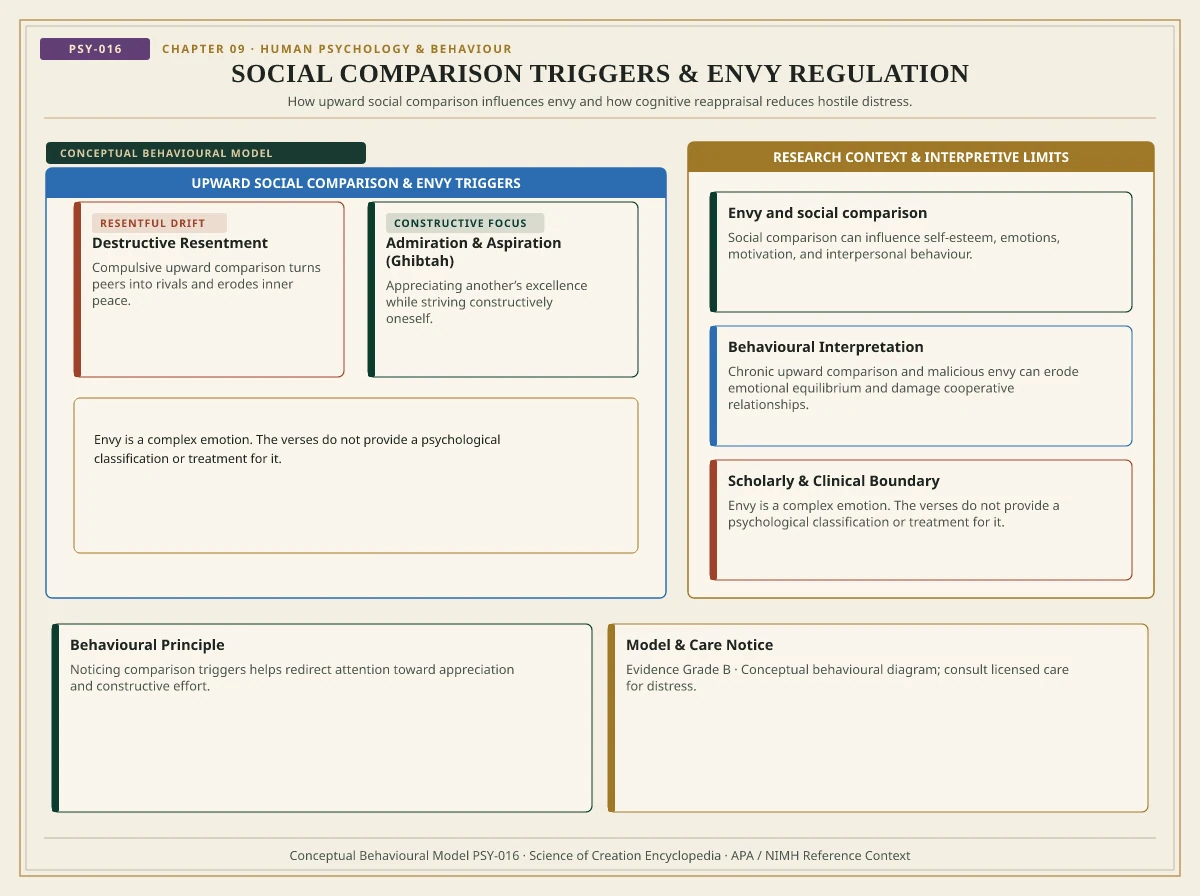 PSY-016
CHAPTER 09 · HUMAN PSYCHOLOGY & BEHAVIOUR
SOCIAL COMPARISON TRIGGERS & ENVY REGULATION
How upward social comparison influences envy and how cognitive reappraisal reduces hostile distress.
CONCEPTUAL BEHAVIOURAL MODEL
UPWARD SOCIAL COMPARISON & ENVY TRIGGERS
RESENTFUL DRIFT
Destructive Resentment
Compulsive upward comparison turns
peers into rivals and erodes inner
peace.
CONSTRUCTIVE FOCUS
Admiration & Aspiration
(Ghibtah)
Appreciating another’s excellence
while striving constructively
oneself.
Envy is a complex emotion. The verses do not provide a psychological
classification or treatment for it.
RESEARCH CONTEXT & INTERPRETIVE LIMITS
Envy and social comparison
Social comparison can influence self-esteem, emotions,
motivation, and interpersonal behaviour.
Behavioural Interpretation
Chronic upward comparison and malicious envy can erode
emotional equilibrium and damage cooperative
relationships.
Scholarly & Clinical Boundary
Envy is a complex emotion. The verses do not provide a
psychological classification or treatment for it.
Behavioural Principle
Noticing comparison triggers helps redirect attention toward appreciation
and constructive effort.
Model & Care Notice
Evidence Grade B · Conceptual behavioural diagram; consult licensed care
for distress.
Conceptual Behavioural Model PSY-016 · Science of Creation Encyclopedia · APA / NIMH Reference Context